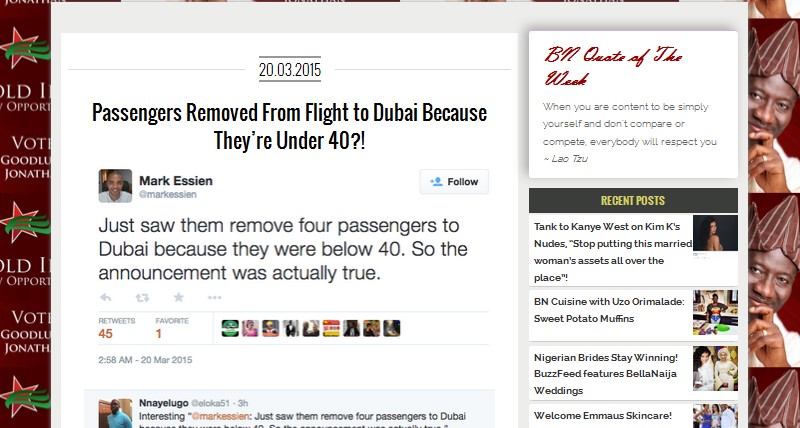 JONATHAN
20.03.2015
Passengers Removed From Flight to Dubai Because
They're Under 40?!
Mark Essien
@markessien
Follow
Just saw them remove four passengers to
Dubai because they were below 40. So the
announcement was actually true.
RETWEETS
FAVORITE
45
1
2:58 AM - 20 Mar 2015
Nnayelugo @eloka51 · 3h
Interesting "@markessien: Just saw them remove four passengers to Dubai
because they were below 40. So the announcement was actually true."
BN Quote of The
Week
When you are content to be simply
yourself and don't compare or
compete, everybody will respect you
~ Lao Tzu
RECENT POSTS
Tank to Kanye West on Kim K's
Nudes, "Stop putting this married
woman's assets all over the
place"!
BN Cuisine with Uzo Orimalade:
Sweet Potato Muffins
Nigerian Brides Stay Winning!
BuzzFeed features BellaNaija
Weddings
Welcome Emmaus Skincare!
VOTE
GOODLU
JONATHA
OLD I
OPPORT
VOTE
GOODLU
JONATHA
OLD I
OPPORT
VOTE
GOODLU
JONATHA